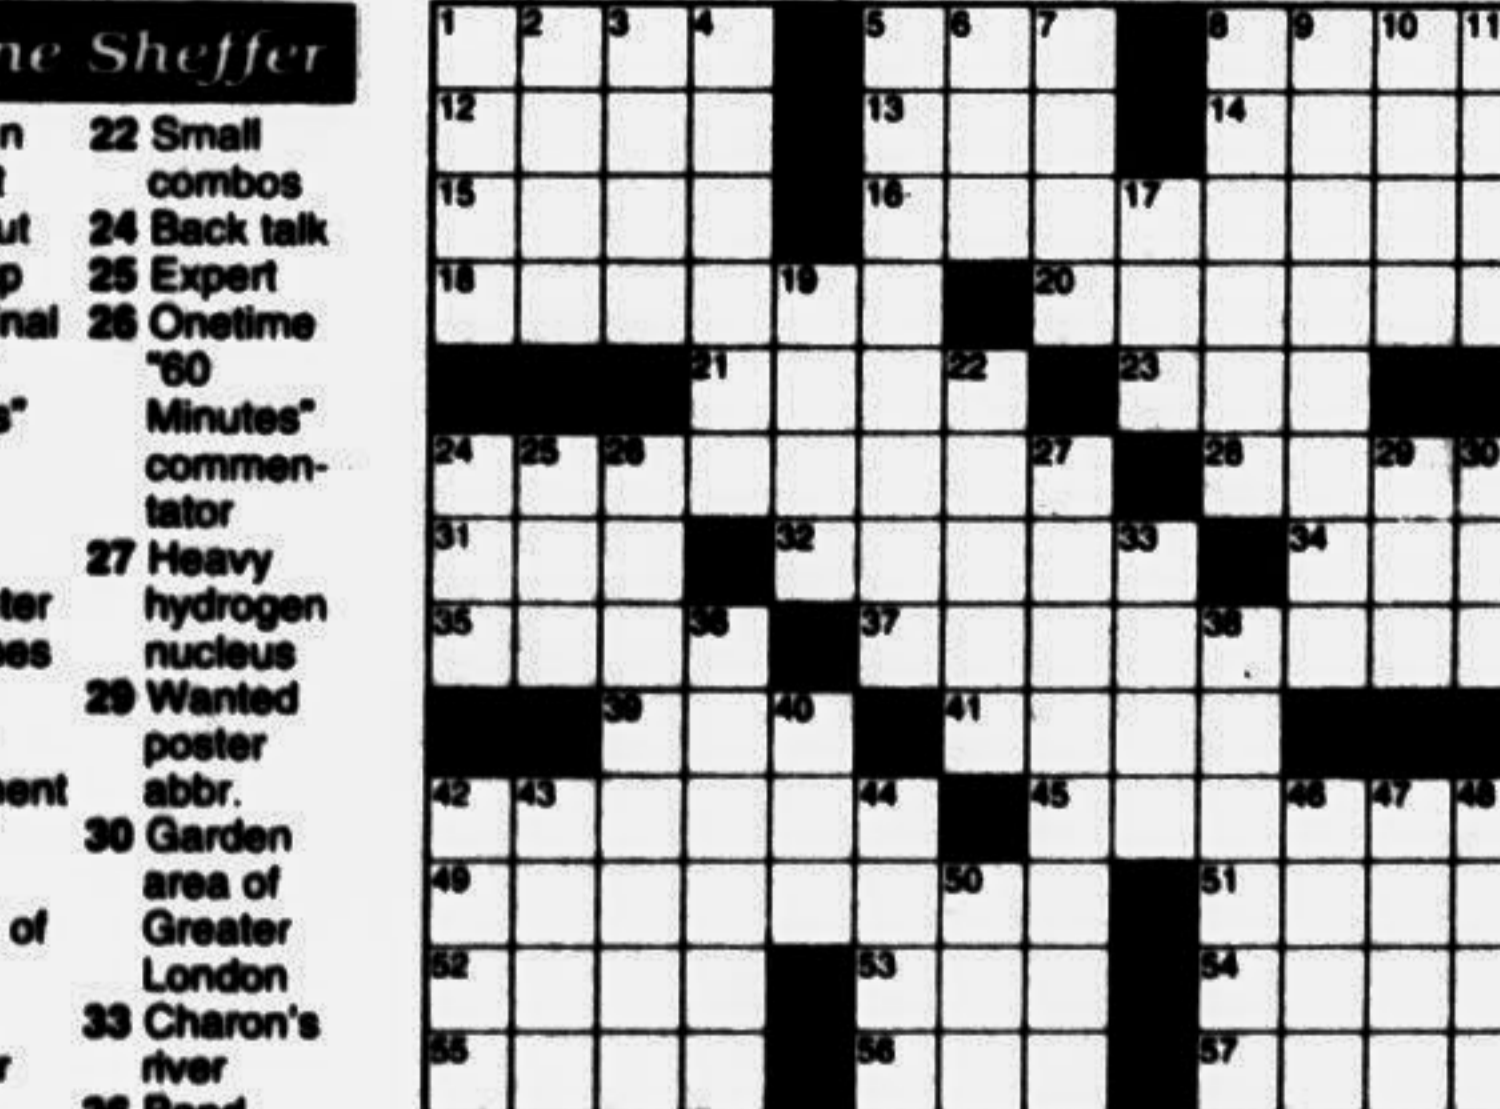 Sheffer
22 Small
combos
24 Back talk
25 Expert
26 Onetime
"60
Minutes"
commen-
tator
27 Heavy
hydrogen
nucleus
29 Wanted
poster
abbr.
30 Garden
area of
Greater
London
33 Charon's
river
of
1 2 3 4 5 6 7 8 9 10 11
12 13 14
15 16 17
18 19 20
21 22 23
24 25 26 27 28 29 30
31 32 33 34
35 36 37 38
39 40 41
42 43 44 45 46 47 48
49 50 51
52 53 54
55 56 57